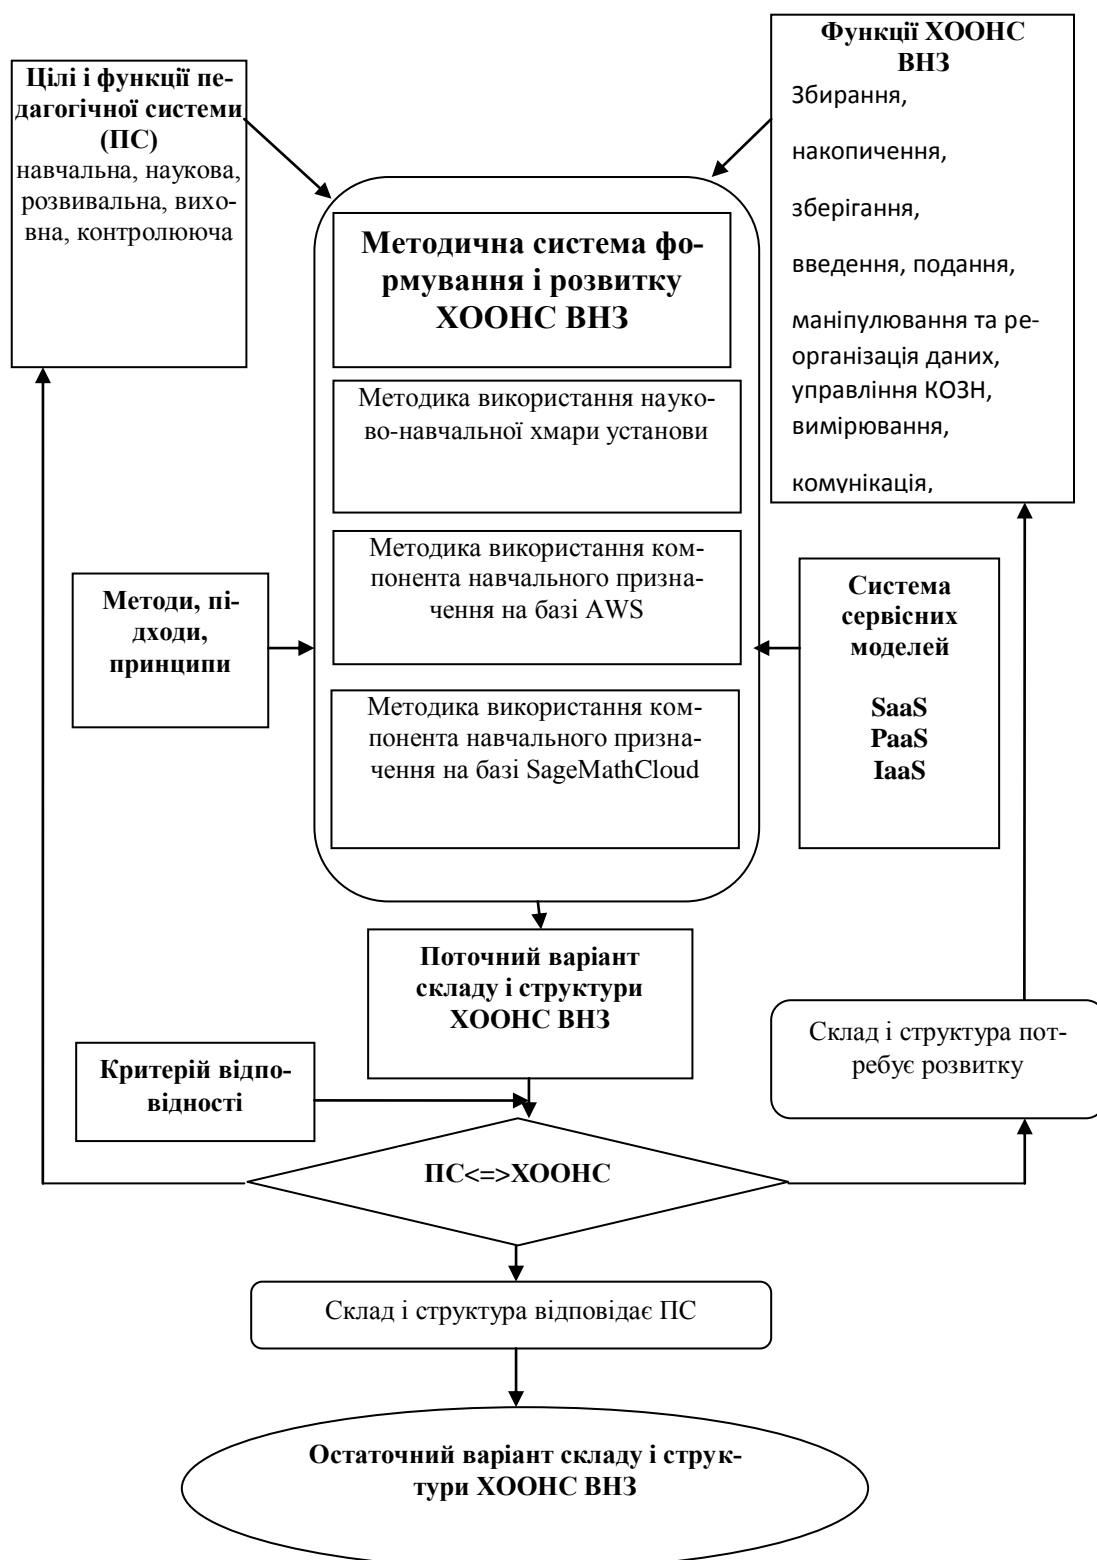 Цілі і функції пе-
дагогічної системи
(ПС)
навчальна, наукова,
розвивальна, вихо-
вна, контролююча
Функції ХООНС
ВНЗ
Збирання,
накопичення,
зберігання,
введення, подання,
маніпулювання та ре-
організація даних,
управління КОЗН,
вимірювання,
комунікація,
Методична система фо-
рмування і розвитку
ХООНС ВНЗ
Методика використання науко-
во-навчальної хмари установи
Методика використання ком-
понента навчального призна-
чення на базі AWS
Методика використання ком-
понента навчального призна-
чення на базі SageMathCloud
Методи, пі-
дходи,
принципи
Система
сервісних
моделей
SaaS
PaaS
IaaS
Поточний варіант
складу і структури
ХООНС ВНЗ
Склад і структура пот-
ребує розвитку
Критерій відпо-
відності
ПС<=>ХООНС
Склад і структура відповідає ПС
Остаточний варіант складу і струк-
тури ХООНС ВНЗ